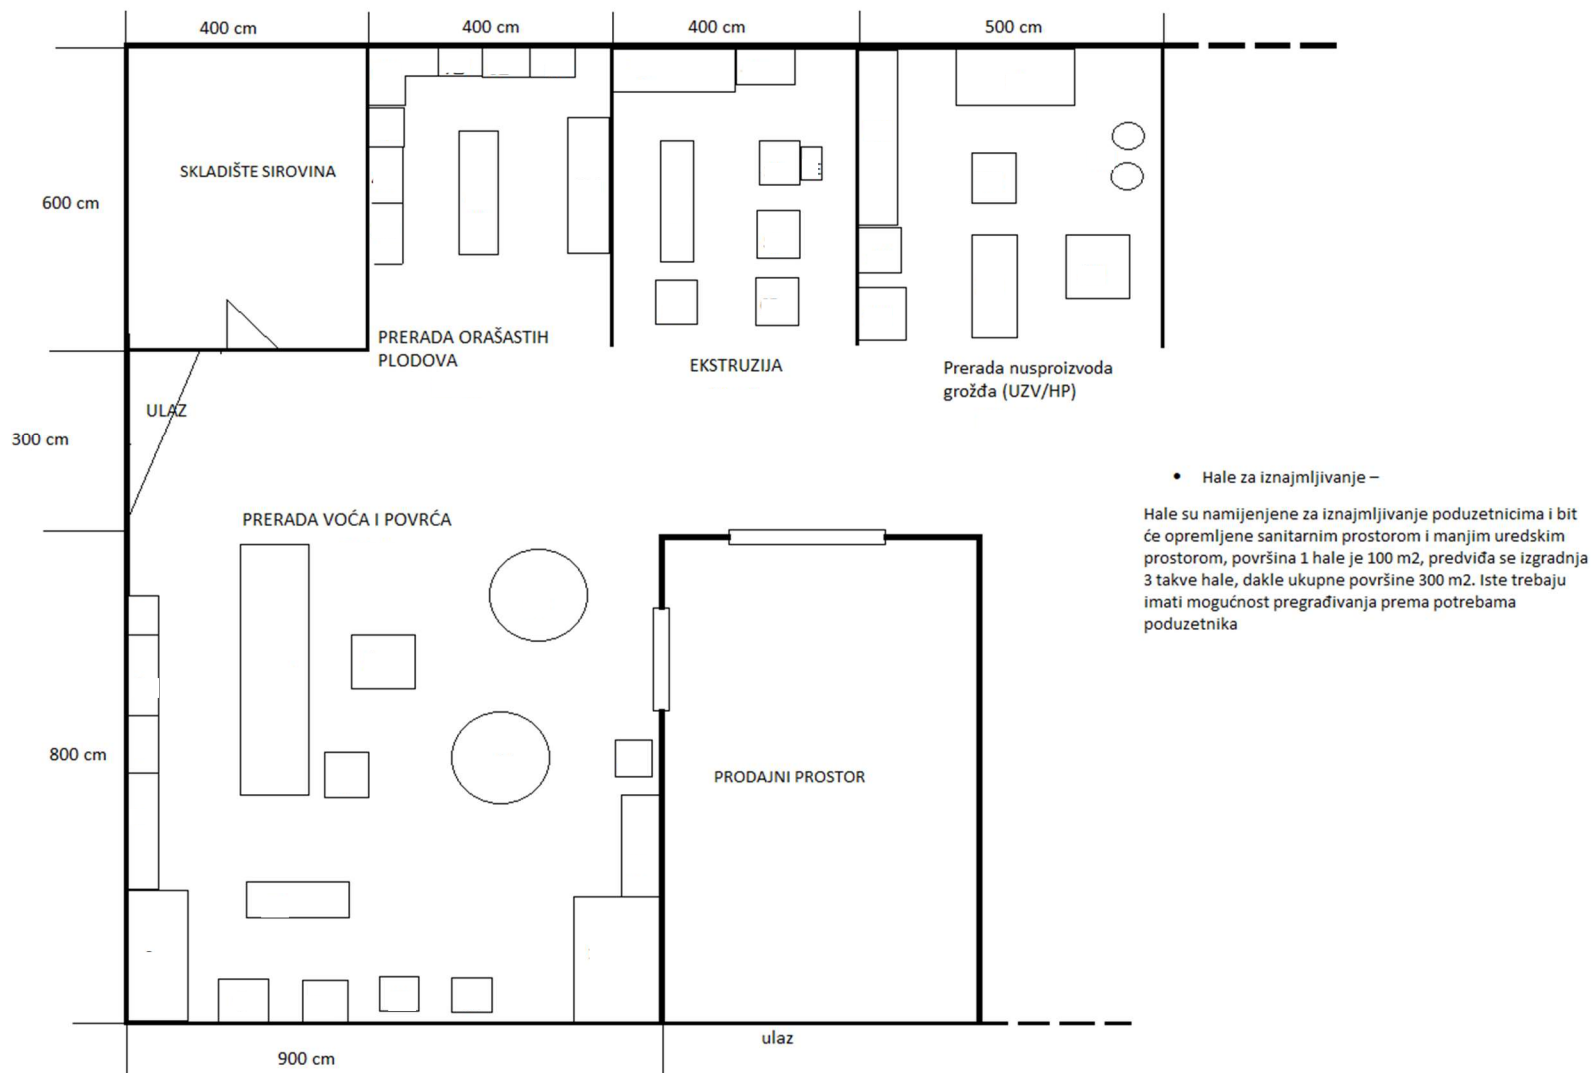 400 cm
400 cm
400 cm
500 cm
SKLADIŠTE SIROVINA
600 cm
PRERADA ORAŠASTIH
PLODOVA
EKSTRUZIJA
Prerada nusproizvoda
grožđa (UZV/HP)
ULAZ
300 cm
• Hale za iznajmljivanje –
Hale su namijenjene za iznajmljivanje poduzetnicima i bit
će opremljene sanitarnim prostorom i manjim uredskim
prostorom, površina 1 hale je 100 m2, predviđa se izgradnja
3 takve hale, dakle ukupne površine 300 m2. Iste trebaju
imati mogućnost pregrađivanja prema potrebama
poduzetnika
PRERADA VOĆA I POVRĆA
800 cm
PRODAJNI PROSTOR
ulaz
900 cm